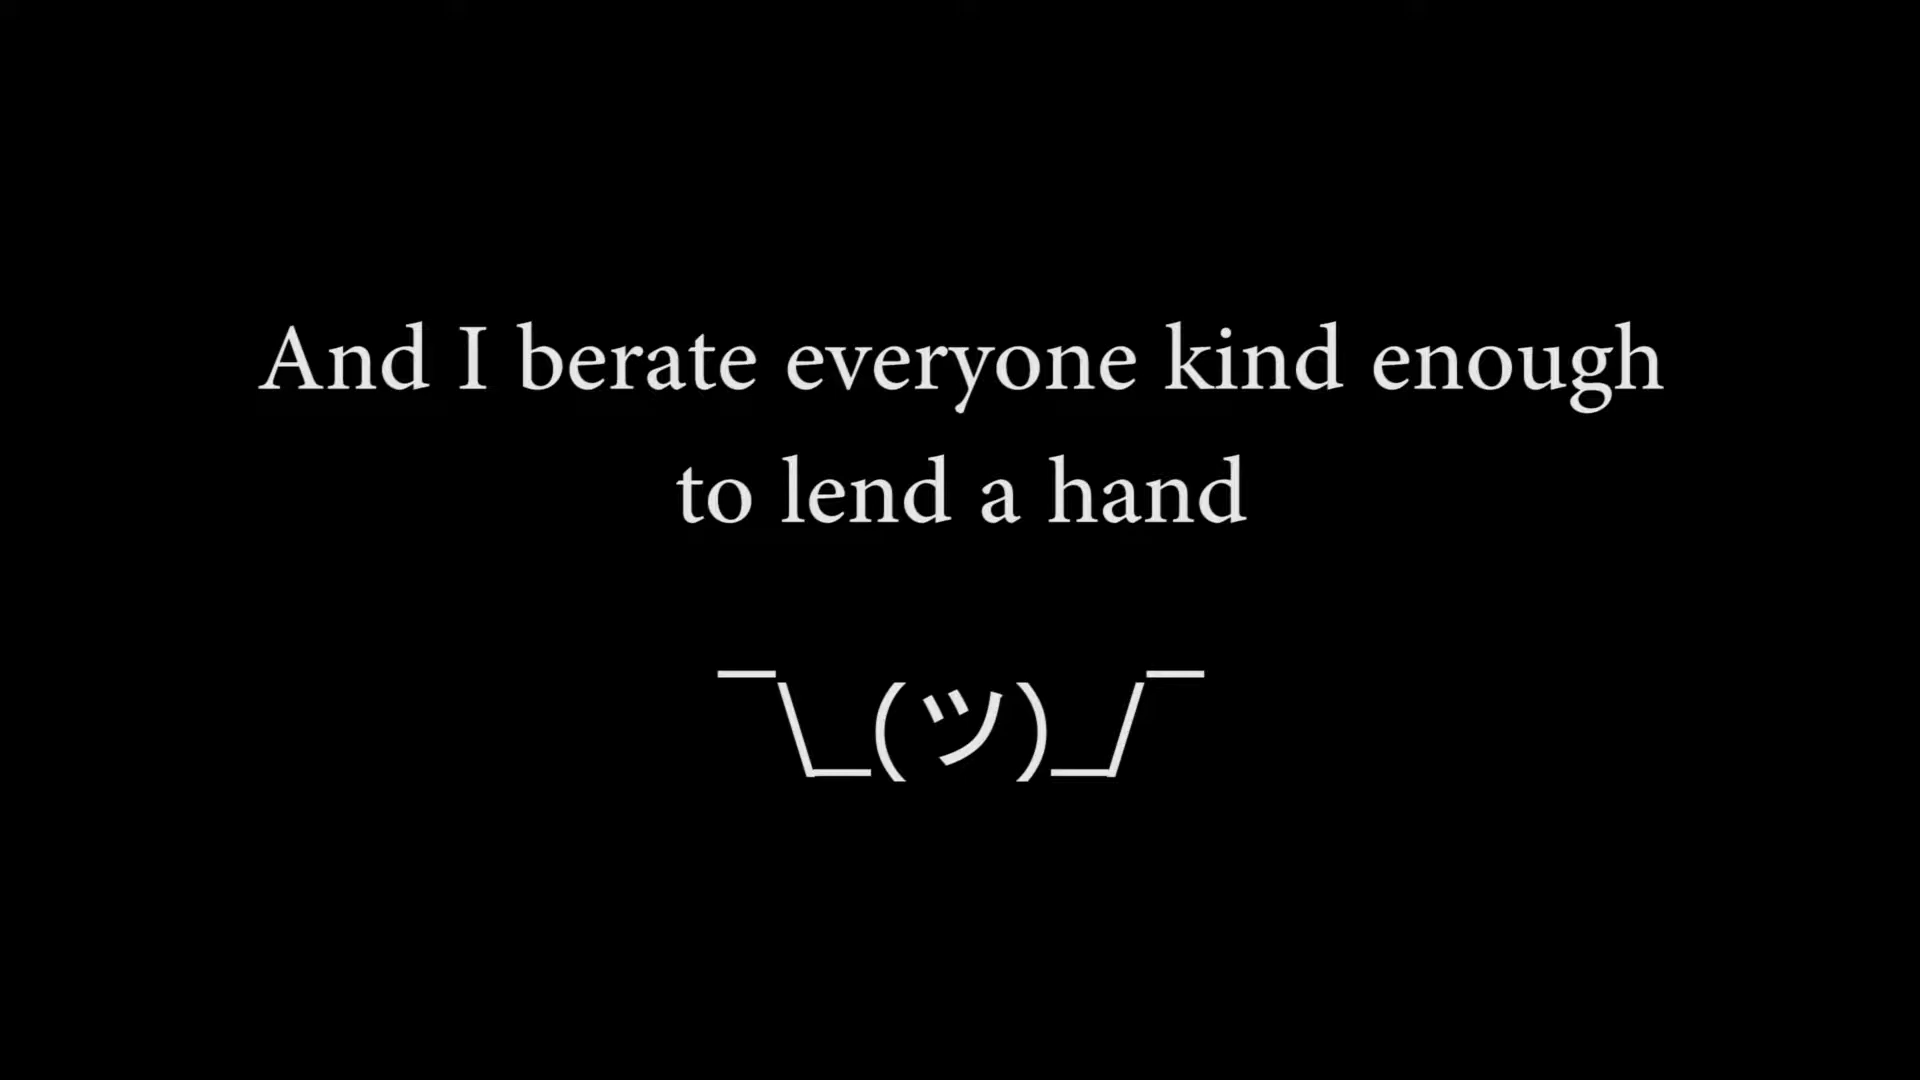 And I berate everyone kind enough
to lend a hand
¯\_(ツ)_/¯